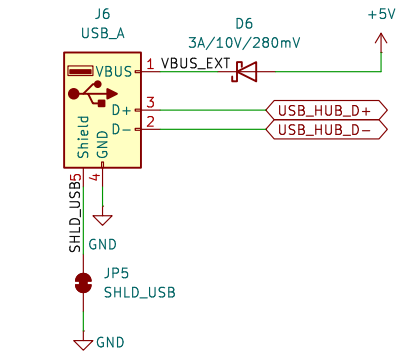 J6
USB_A
D6
3A/10V/280mV
+5V
VBUS
1
VBUS_EXT
D+
3
USB_HUB_D+
D-
2
USB_HUB_D-
Shield
GND
5
4
SHLD_USB
GND
JP5
SHLD_USB
GND